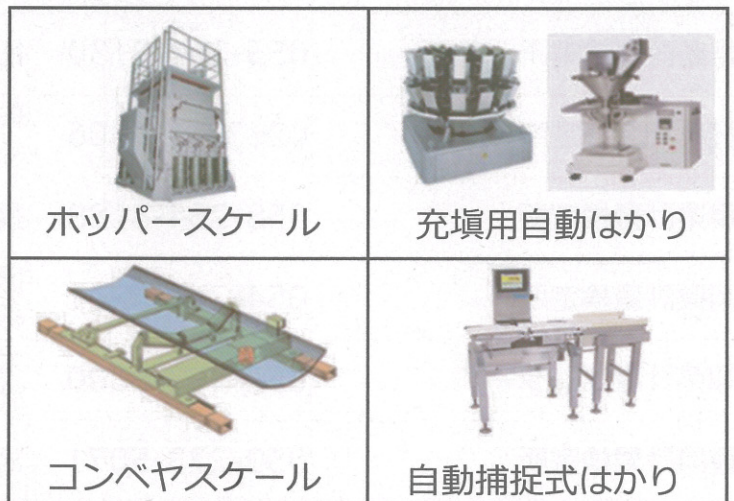 ホッパースケール
充塡用自動はかり
コンベヤスケール
自動捕捉式はかり